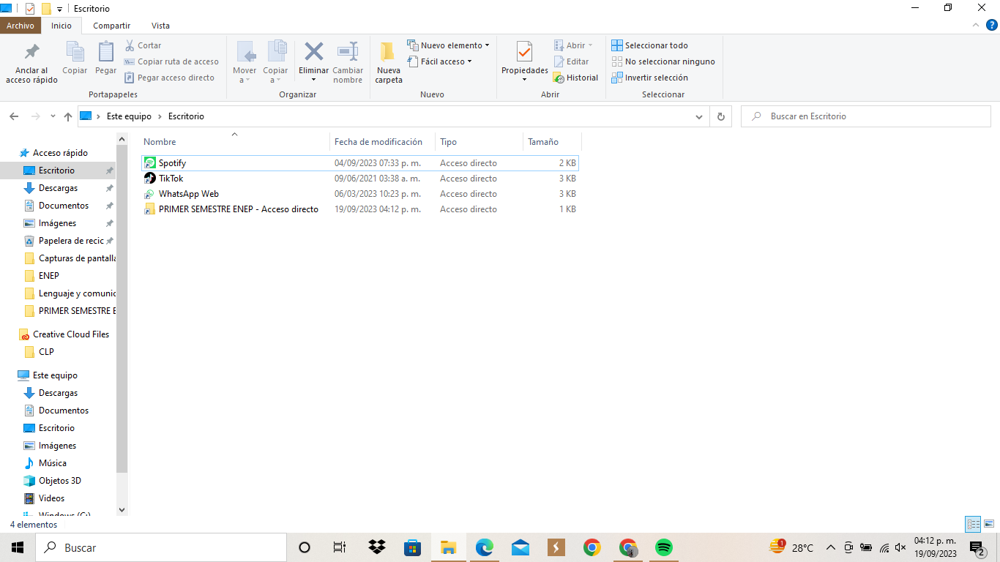 Escritorio
Archivo Inicio Compartir Vista
Anclar al acceso rápido
Copiar
Pegar
Cortar
Copiar ruta de acceso
Pegar acceso directo
Portapapeles
Mover a
Copiar a
Eliminar
Cambiar nombre
Organizar
Nueva carpeta
Nuevo elemento
Fácil acceso
Nuevo
Propiedades
Abrir
Editar
Historial
Abrir
Seleccionar todo
No seleccionar ninguno
Invertir selección
Seleccionar
Este equipo › Escritorio
Buscar en Escritorio
Acceso rápido
Escritorio
Descargas
Documentos
Imágenes
Papelera de recic
Capturas de pantalla
ENEP
Lenguaje y comunic
PRIMER SEMESTRE E
Creative Cloud Files
CLP
Este equipo
Descargas
Documentos
Escritorio
Imágenes
Música
Objetos 3D
Videos
Windows (C:)
Nombre Fecha de modificación Tipo Tamaño
Spotify 04/09/2023 07:33 p. m. Acceso directo 2 KB
TikTok 09/06/2021 03:38 a. m. Acceso directo 3 KB
WhatsApp Web 06/03/2023 10:23 p. m. Acceso directo 3 KB
PRIMER SEMESTRE ENEP - Acceso directo 19/09/2023 04:12 p. m. Acceso directo 1 KB
4 elementos
Buscar
1
28°C
04:12 p. m.
19/09/2023
2